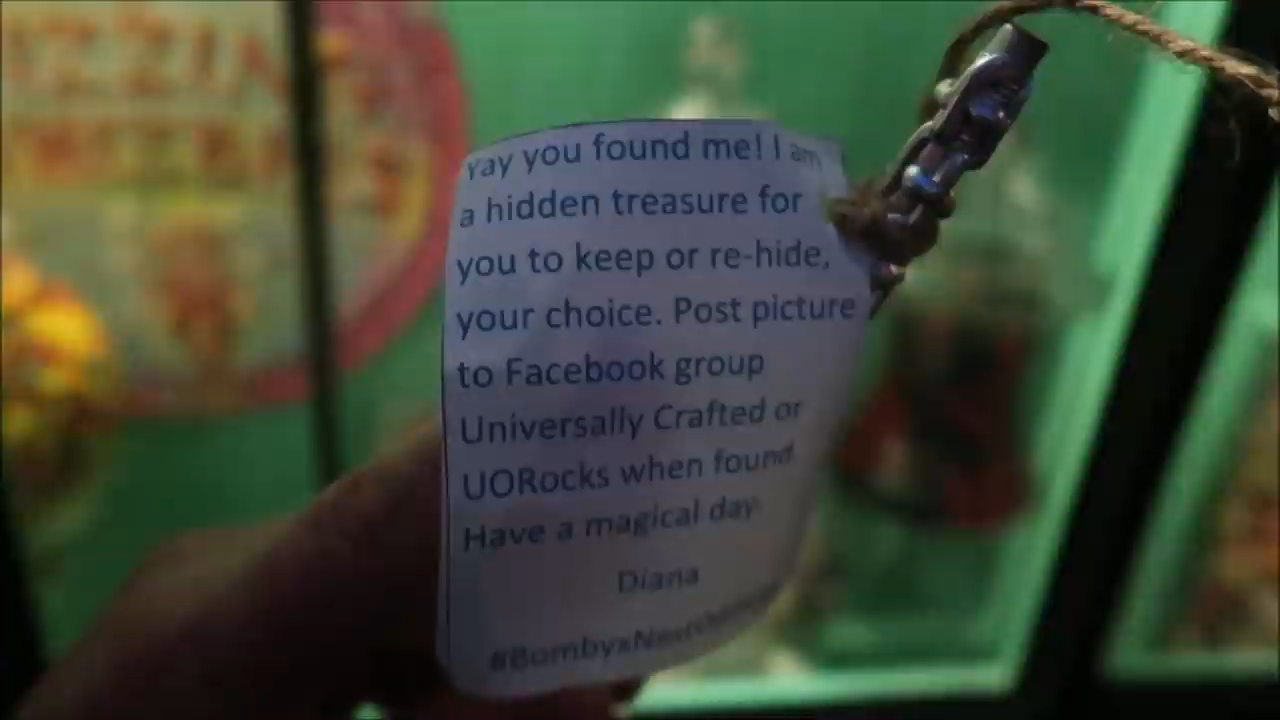 Yay you found me! I am
a hidden treasure for
you to keep or re-hide,
your choice. Post picture
to Facebook group
Universally Crafted or
UORocks when found.
Have a magical day.
Diana